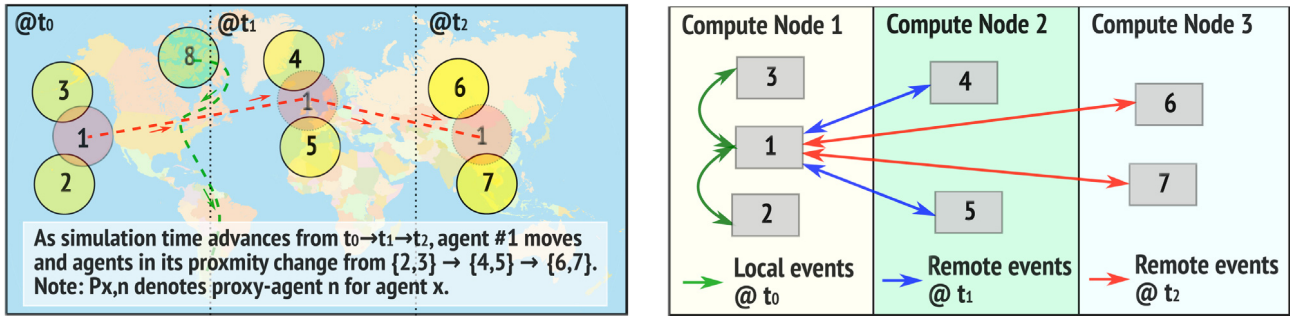 @t0 @t1 @t2
8
4
3
6
1
1
1
5
2
7
As simulation time advances from t0→t1→t2, agent #1 moves
and agents in its proximity change from {2,3} → {4,5} → {6,7}.
Note: Px,n denotes proxy-agent n for agent x.
Compute Node 1
3
1
2
Local events
@ t0
Compute Node 2
4
5
Remote events
@ t1
Compute Node 3
6
7
Remote events
@ t2